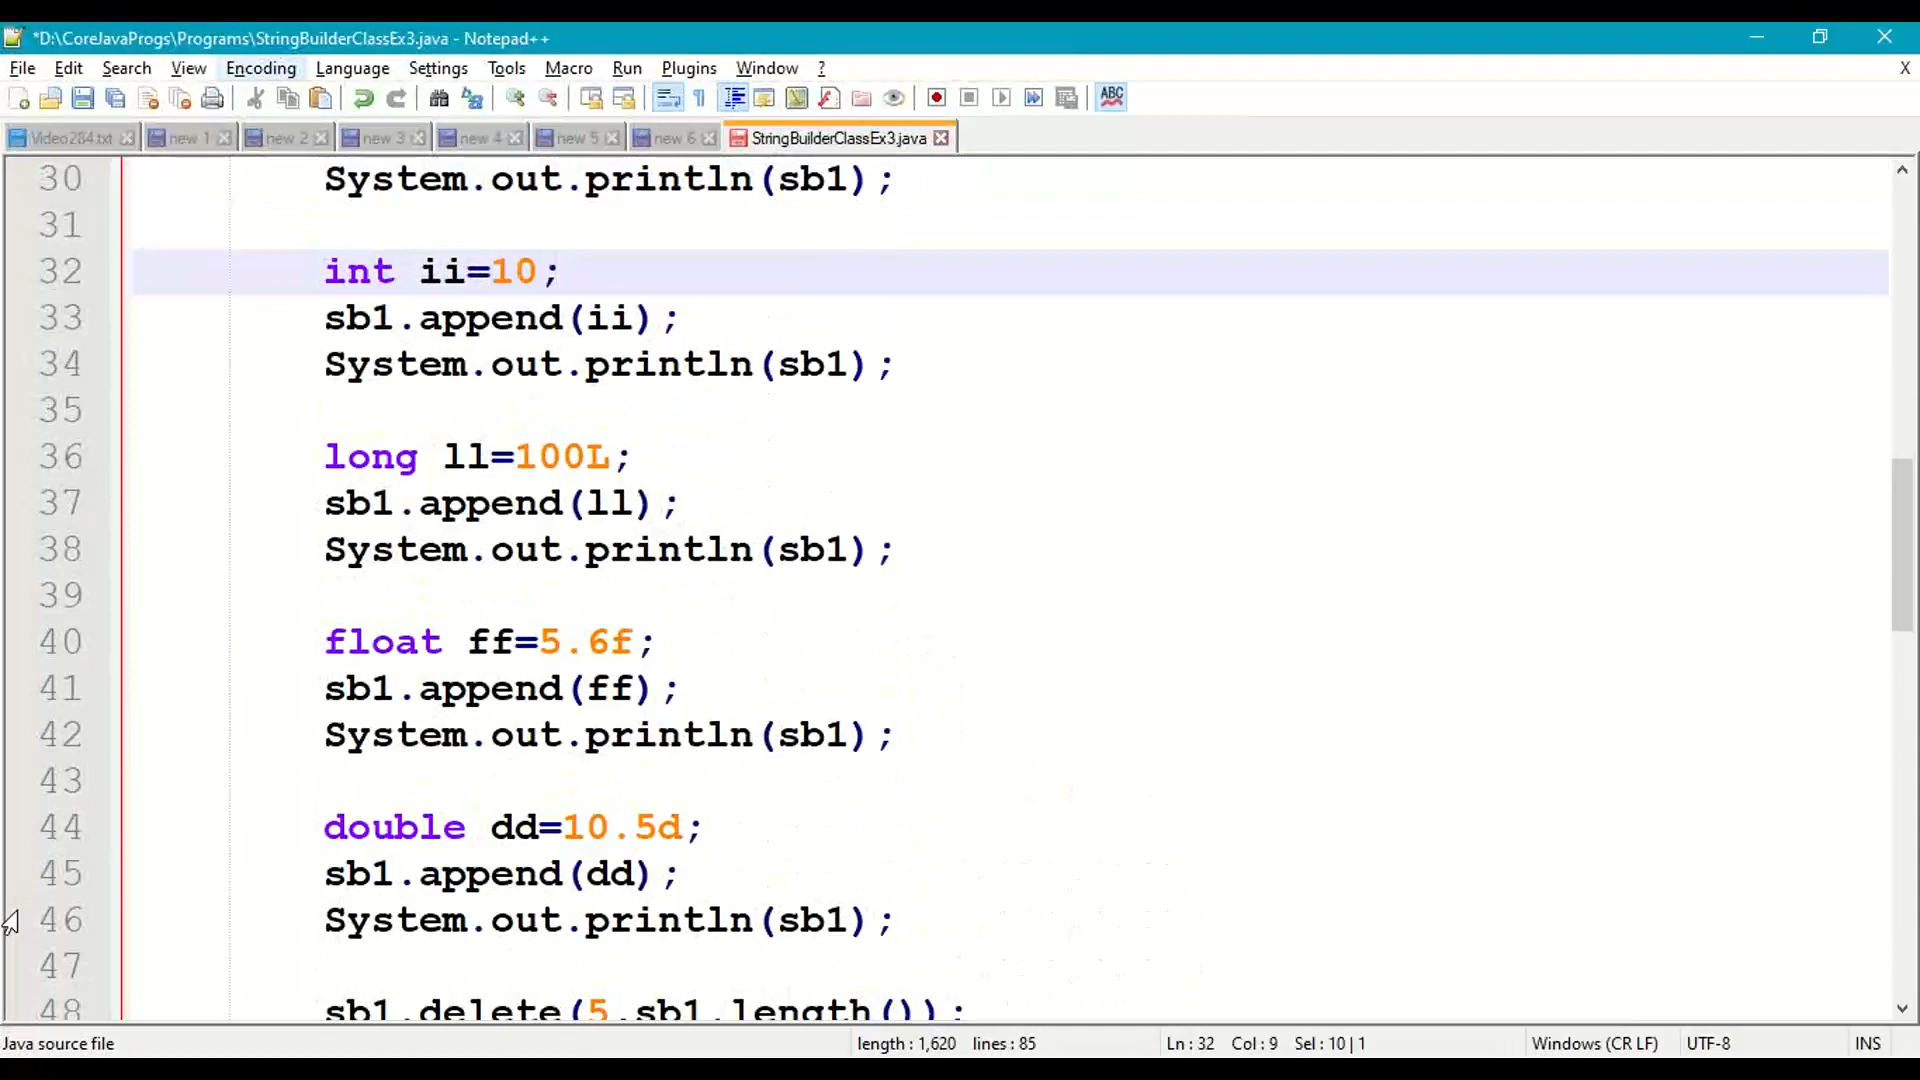 *D:\CoreJavaProgs\Programs\StringBuilderClassEx3.java - Notepad++
File Edit Search View Encoding Language Settings Tools Macro Run Plugins Window ? X
ABC
Video284.txt new 1 new 2 new 3 new 4 new 5 new 6 StringBuilderClassEx3.java
30 System.out.println(sb1);
31
32 int ii=10;
33 sb1.append(ii);
34 System.out.println(sb1);
35
36 long ll=100L;
37 sb1.append(ll);
38 System.out.println(sb1);
39
40 float ff=5.6f;
41 sb1.append(ff);
42 System.out.println(sb1);
43
44 double dd=10.5d;
45 sb1.append(dd);
46 System.out.println(sb1);
47
48 sb1.delete(5,sb1.length());
Java source file length : 1,620 lines : 85 Ln : 32 Col : 9 Sel : 10 | 1 Windows (CR LF) UTF-8 INS